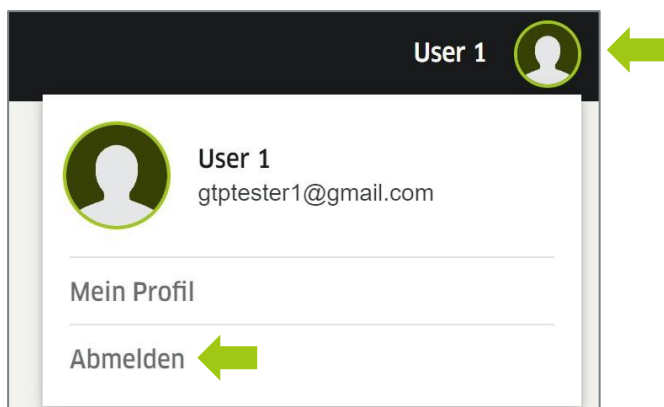 User 1
User 1
gtptester1@gmail.com
Mein Profil
Abmelden